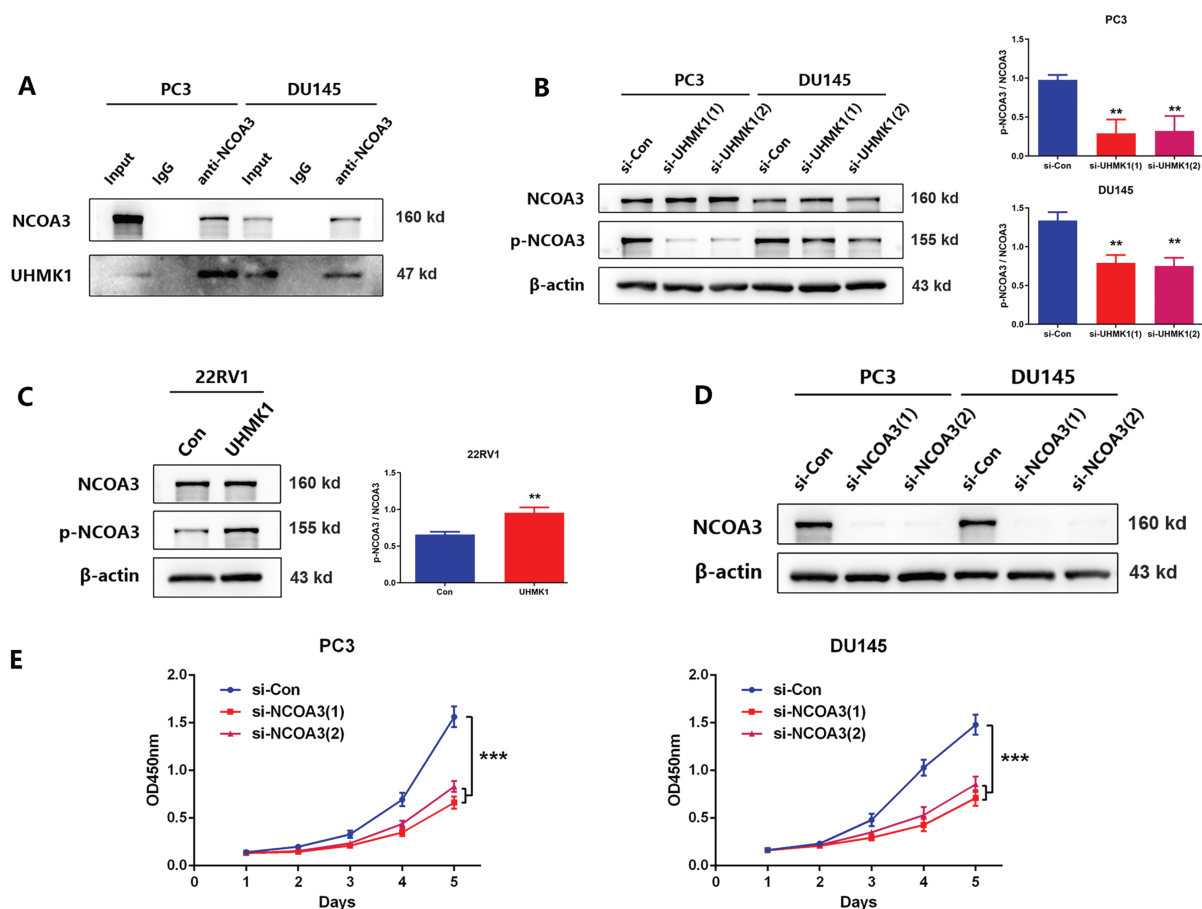 A
PC3 DU145
Input IgG anti-NCOA3 Input IgG anti-NCOA3
NCOA3 160 kd
UHMK1 47 kd
B
PC3 DU145
si-Con si-UHMK1(1) si-UHMK1(2) si-Con si-UHMK1(1) si-UHMK1(2)
NCOA3 160 kd
p-NCOA3 155 kd
β-actin 43 kd
PC3
p-NCOA3 / NCOA3
1.5
1.0
0.5
0.0
**
**
si-Con si-UHMK1(1) si-UHMK1(2)
DU145
p-NCOA3 / NCOA3
1.5
1.0
0.5
0.0
**
**
si-Con si-UHMK1(1) si-UHMK1(2)
C
22RV1
Con UHMK1
NCOA3 160 kd
p-NCOA3 155 kd
β-actin 43 kd
22RV1
p-NCOA3 / NCOA3
1.5
1.0
0.5
0.0
**
Con UHMK1
D
PC3 DU145
si-Con si-NCOA3(1) si-NCOA3(2) si-Con si-NCOA3(1) si-NCOA3(2)
NCOA3 160 kd
β-actin 43 kd
E
PC3
OD450nm
2.0
1.5
1.0
0.5
0.0
si-Con
si-NCOA3(1)
si-NCOA3(2)
***
0 1 2 3 4 5
Days
DU145
OD450nm
2.0
1.5
1.0
0.5
0.0
si-Con
si-NCOA3(1)
si-NCOA3(2)
***
0 1 2 3 4 5
Days